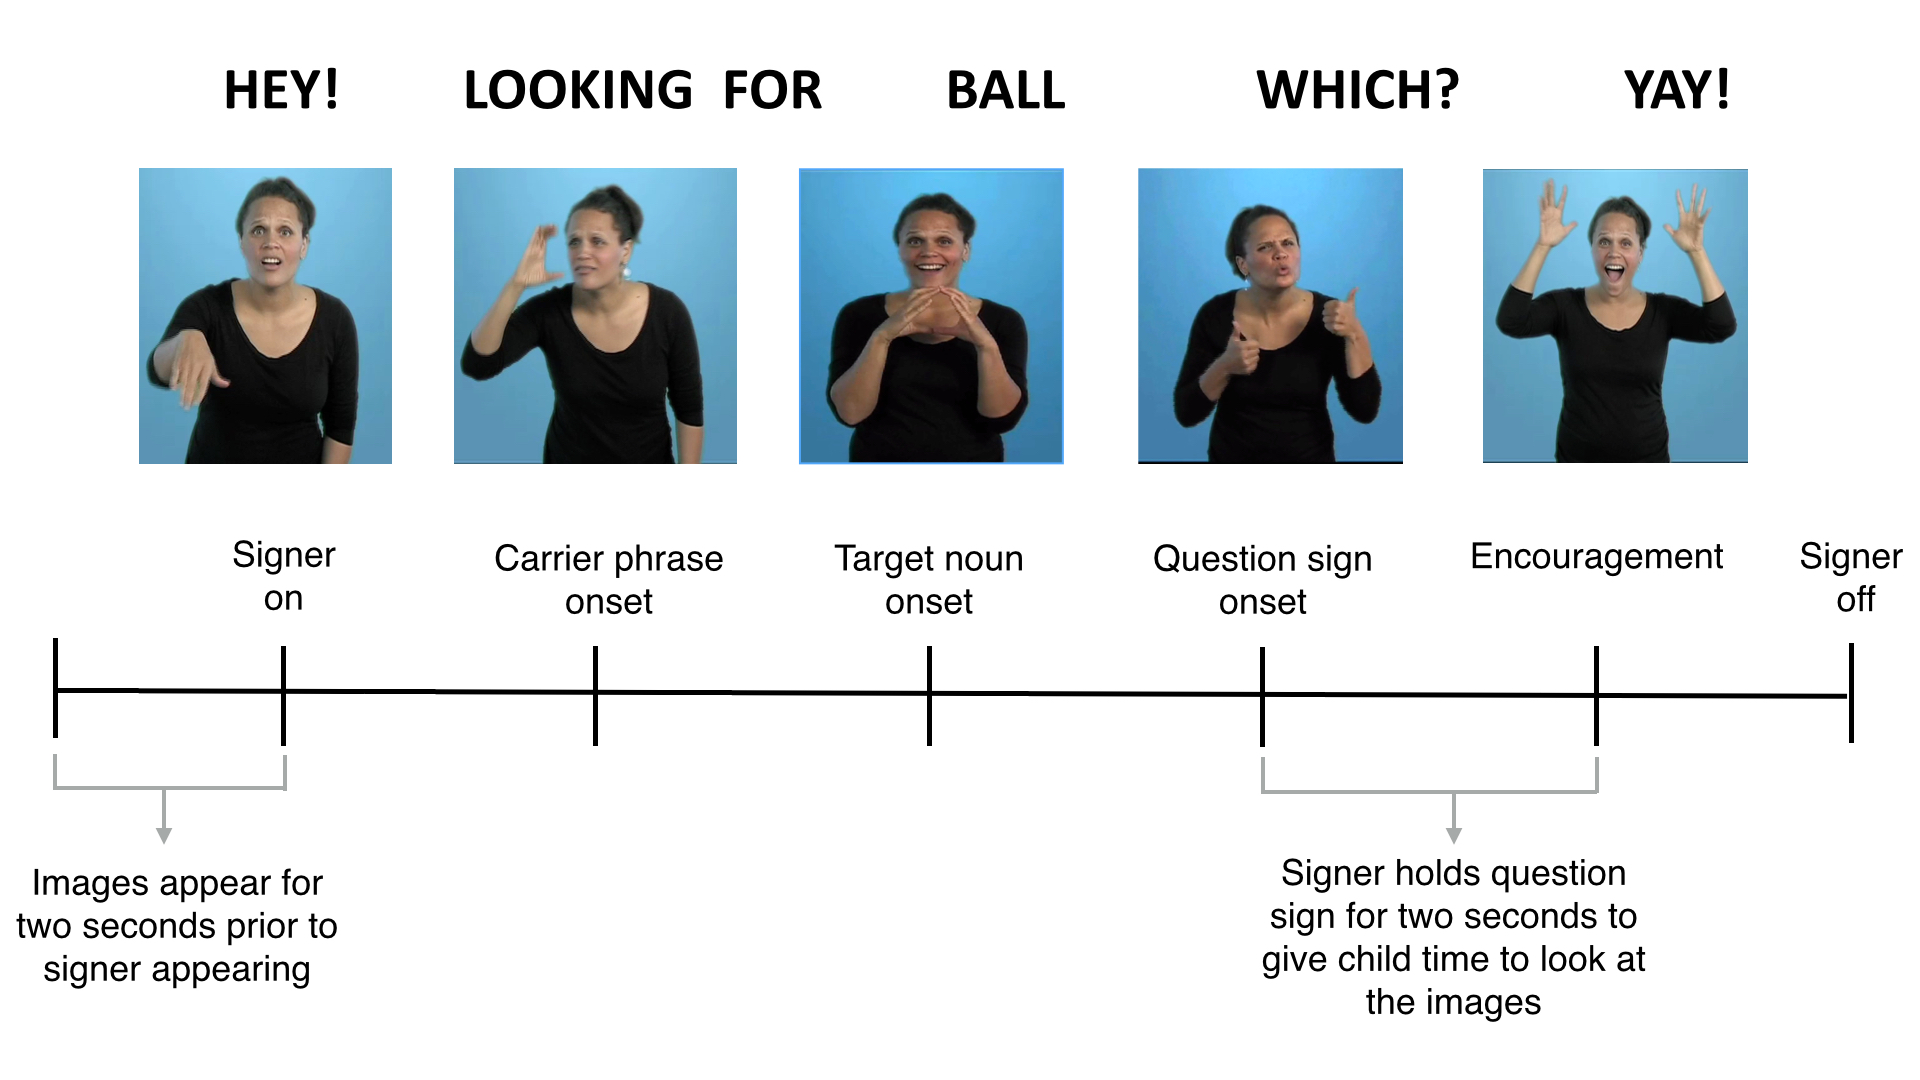 HEY! LOOKING FOR BALL WHICH? YAY!
Signer
on
Carrier phrase
onset
Target noun
onset
Question sign
onset
Encouragement
Signer
off
Images appear for
two seconds prior to
signer appearing
Signer holds question
sign for two seconds to
give child time to look at
the images